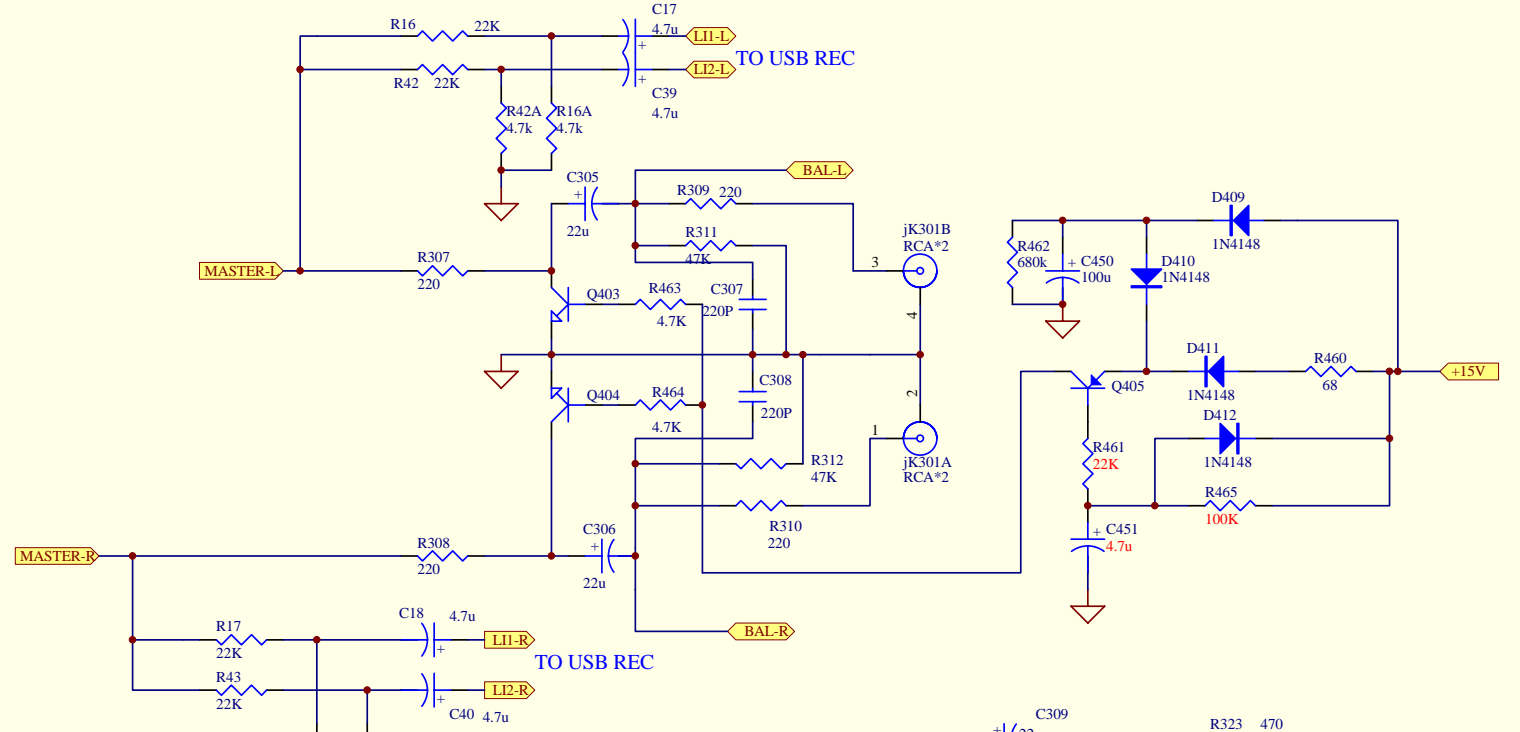 R16
22K
C17
4.7u
LI1-L
+
TO USB REC
LI2-L
R42
22K
+
C39
4.7u
R42A
4.7k
R16A
4.7k
C305
+
22u
BAL-L
R309
220
R311
47K
jK301B
RCA*2
3
4
MASTER-L
R307
220
Q403
R463
4.7K
C307
220P
Q404
R464
4.7K
C308
220P
2
1
jK301A
RCA*2
R312
47K
R310
220
D409
1N4148
R462
680k
+
C450
100u
D410
1N4148
D411
1N4148
R460
68
+15V
Q405
D412
1N4148
R461
22K
R465
100K
+
C451
4.7u
MASTER-R
R308
220
C306
+
22u
BAL-R
R17
22K
C18
4.7u
LI1-R
+
TO USB REC
R43
22K
LI2-R
+
C40
4.7u
C309
+
R323
470